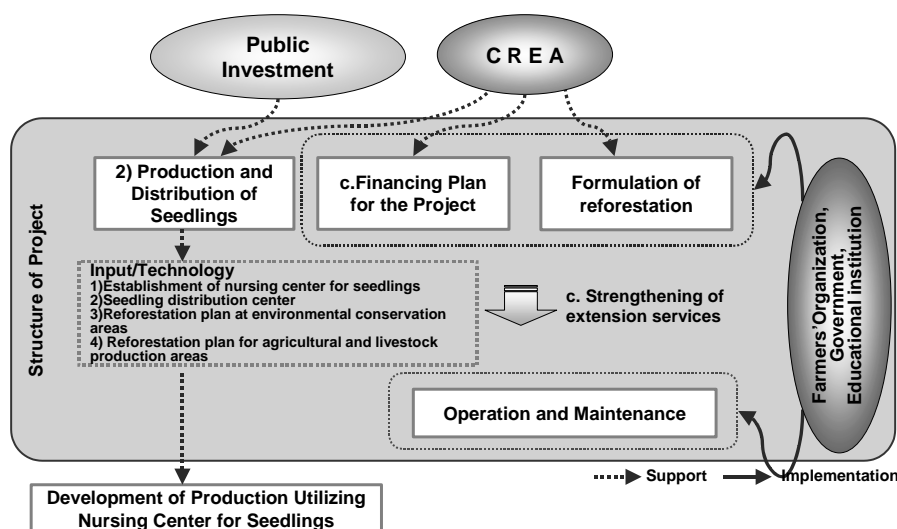 Public
Investment
C R E A
Structure of Project
2) Production and
Distribution of
Seedlings
c.Financing Plan
for the Project
Formulation of
reforestation
Farmers'Organization,
Government,
Educational institution
Input/Technology
1)Establishment of nursing center for seedlings
2)Seedling distribution center
3)Reforestation plan at environmental conservation
areas
4) Reforestation plan for agricultural and livestock
production areas
c. Strengthening of
extension services
Operation and Maintenance
Support
Implementation
Development of Production Utilizing
Nursing Center for Seedlings